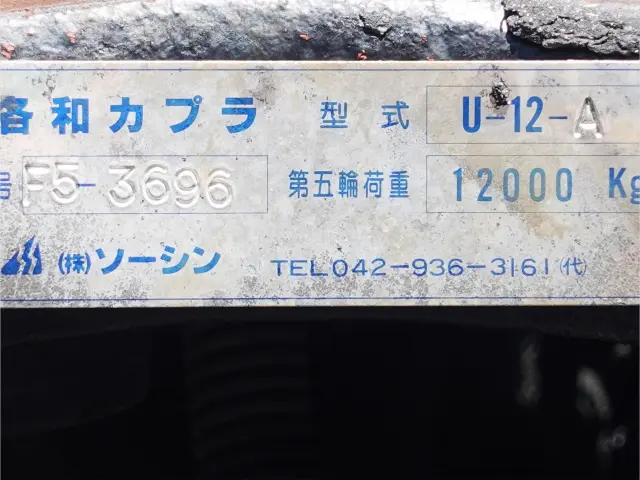 各和カプラ 型式 U-12-A
号 F5-3696 第五輪荷重 12000 Kg
(株)ソーシン TEL042-936-3161(代)